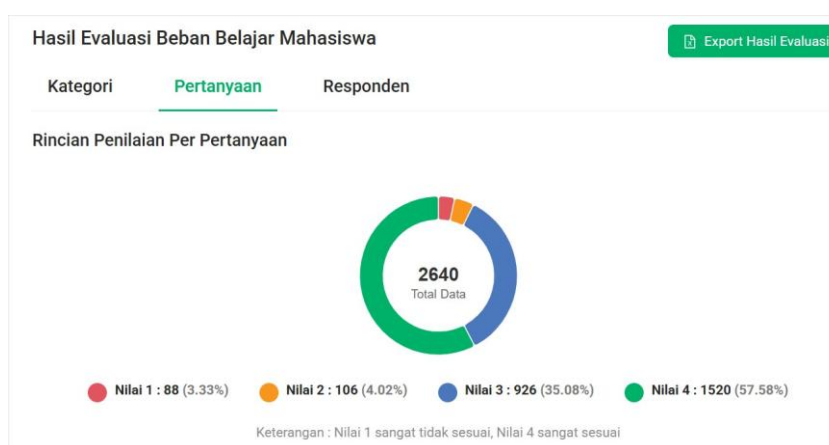 Hasil Evaluasi Beban Belajar Mahasiswa
Export Hasil Evaluasi
Kategori Pertanyaan Responden
Rincian Penilaian Per Pertanyaan
2640
Total Data
Nilai 1 : 88 (3.33%) Nilai 2 : 106 (4.02%) Nilai 3 : 926 (35.08%) Nilai 4 : 1520 (57.58%)
Keterangan : Nilai 1 sangat tidak sesuai, Nilai 4 sangat sesuai